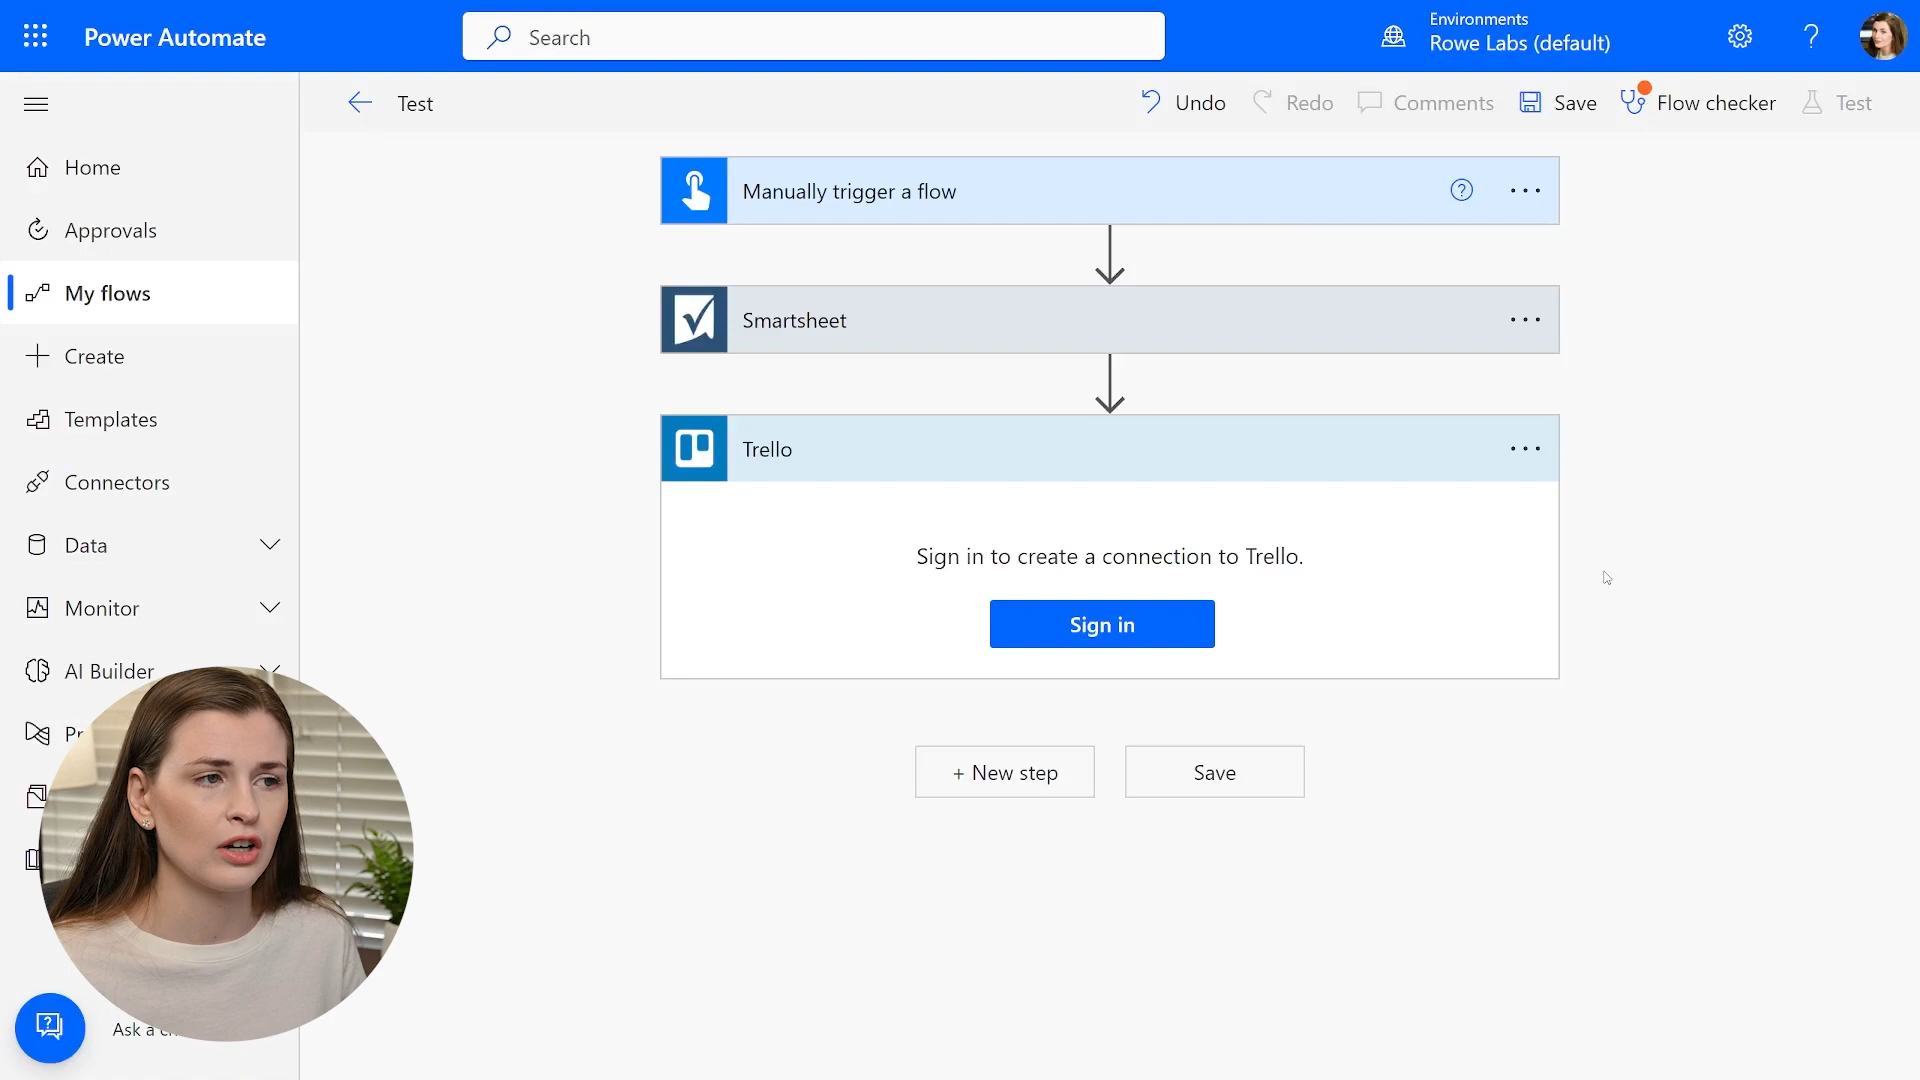 Power Automate
Search
Environments
Rowe Labs (default)
Test
Undo
Redo
Comments
Save
Flow checker
Test
Home
Approvals
My flows
Create
Templates
Connectors
Data
Monitor
AI Builder
Manually trigger a flow
Smartsheet
Trello
Sign in to create a connection to Trello.
Sign in
+ New step
Save
Ask a